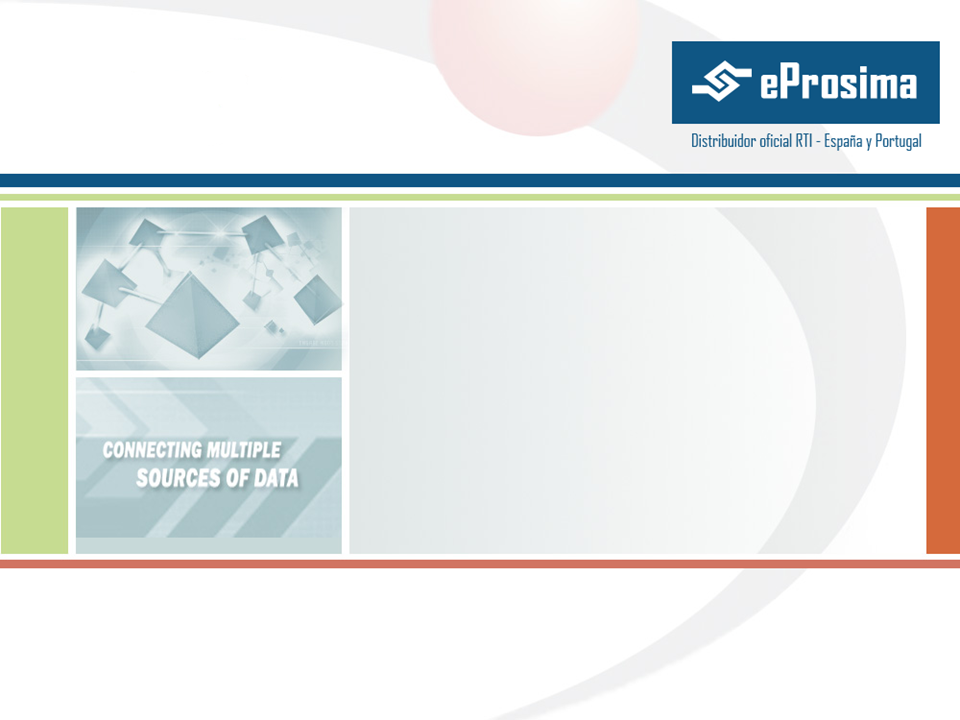 eProsima
Distribuidor oficial RTI - España y Portugal
CONNECTING MULTIPLE
SOURCES OF DATA